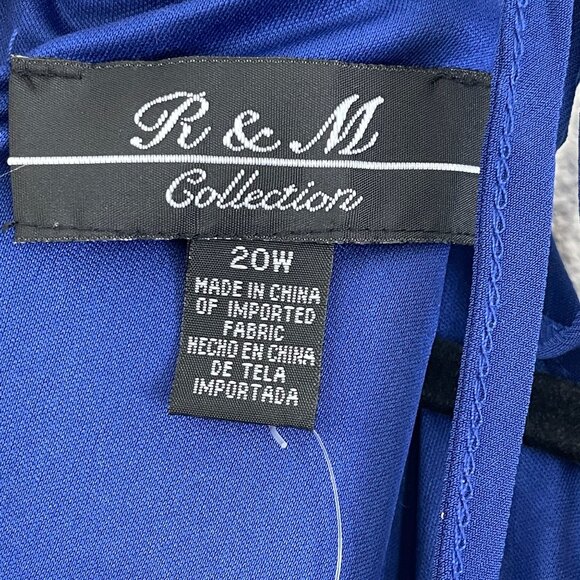 R & M
Collection
20W
MADE IN CHINA
OF IMPORTED
FABRIC
HECHO EN CHINA
DE TELA
IMPORTADA